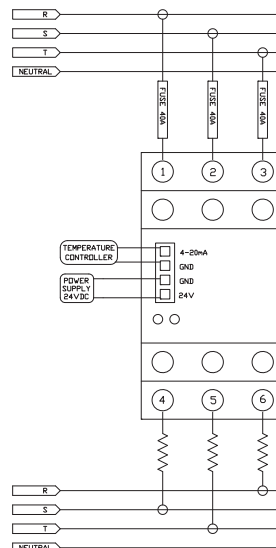 R
S
T
NEUTRAL
FUSE 40A
FUSE 40A
FUSE 40A
1
2
3
TEMPERATURE
CONTROLLER
4-20mA
GND
POWER
SUPPLY
24VDC
GND
24V
4
5
6
R
S
T
NEUTRAL